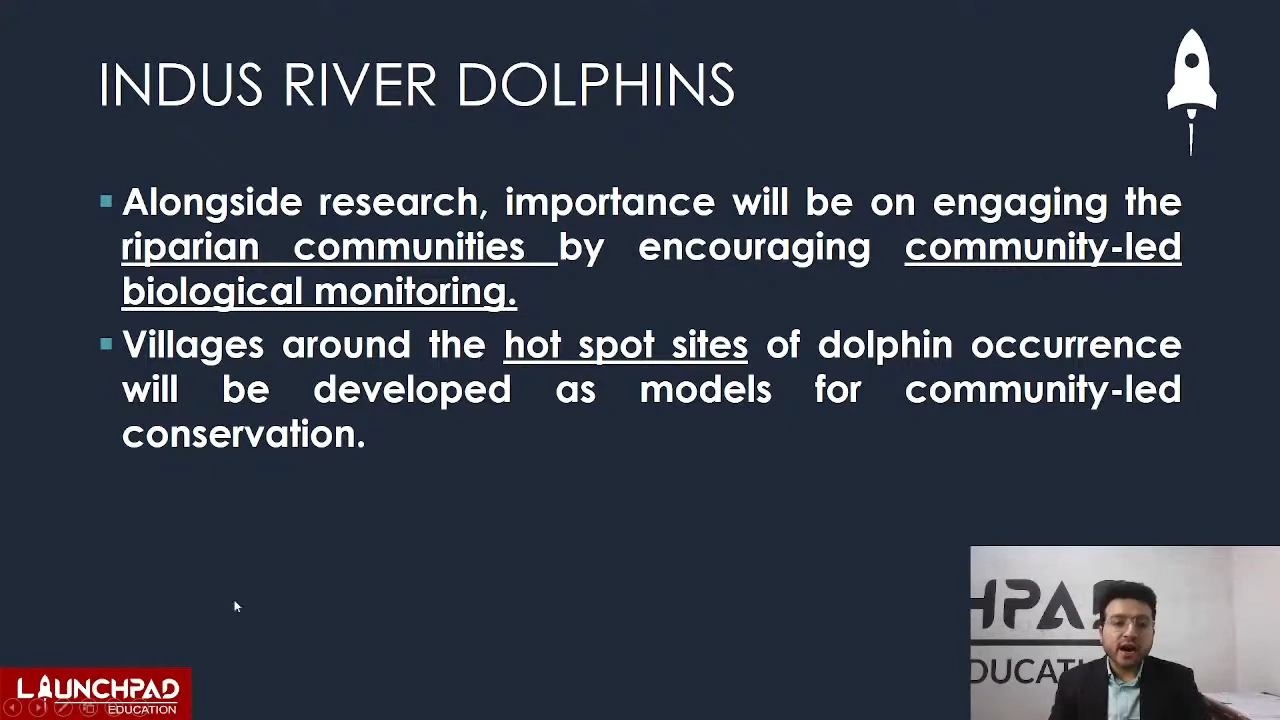 INDUS RIVER DOLPHINS
Alongside research, importance will be on engaging the
riparian communities by encouraging community-led
biological monitoring.
Villages around the hot spot sites of dolphin occurrence
will be developed as models for community-led
conservation.
HPAD
DUCATI
LAUNCHPAD
EDUCATION